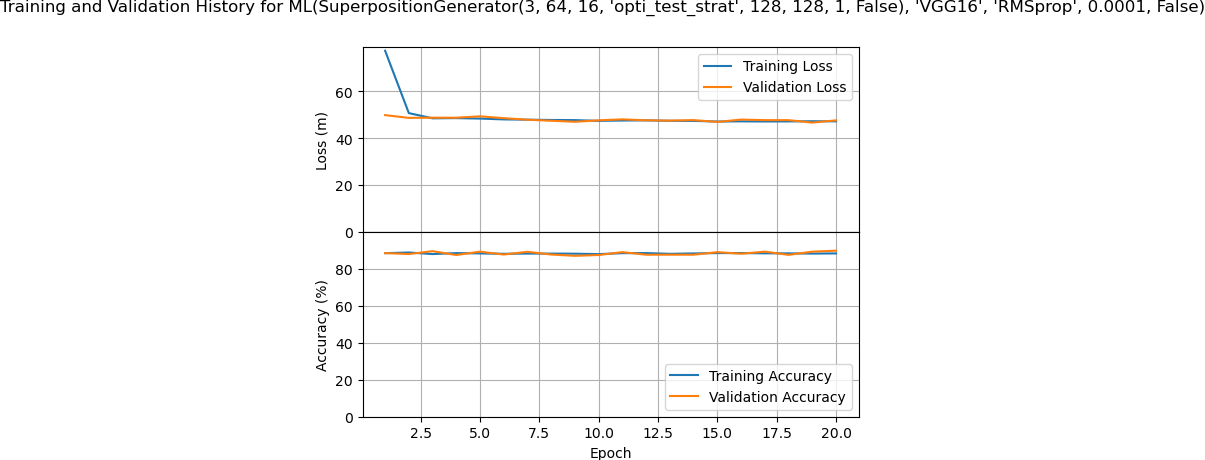 Training and Validation History for ML(SuperpositionGenerator(3, 64, 16, 'opti_test_strat', 128, 128, 1, False), 'VGG16', 'RMSprop', 0.0001, False)
Training Loss
Validation Loss
Loss (m)
60
40
20
0
Accuracy (%)
80
60
40
20
0
Training Accuracy
Validation Accuracy
2.5 5.0 7.5 10.0 12.5 15.0 17.5 20.0
Epoch